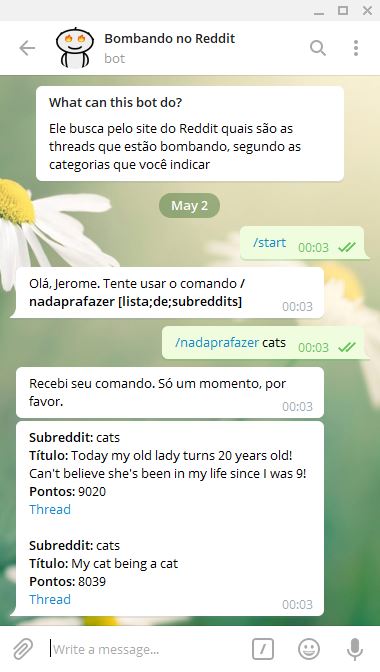 Bombando no Reddit
bot
What can this bot do?
Ele busca pelo site do Reddit quais são as
threads que estão bombando, segundo as
categorias que você indicar
May 2
/start 00:03
Olá, Jerome. Tente usar o comando /
nadaprafazer [lista;de;subreddits]
00:03
/nadaprafazer cats 00:03
Recebi seu comando. Só um momento, por
favor.
00:03
Subreddit: cats
Título: Today my old lady turns 20 years old!
Can't believe she's been in my life since I was 9!
Pontos: 9020
Thread
Subreddit: cats
Título: My cat being a cat
Pontos: 8039
Thread
00:03
Write a message...